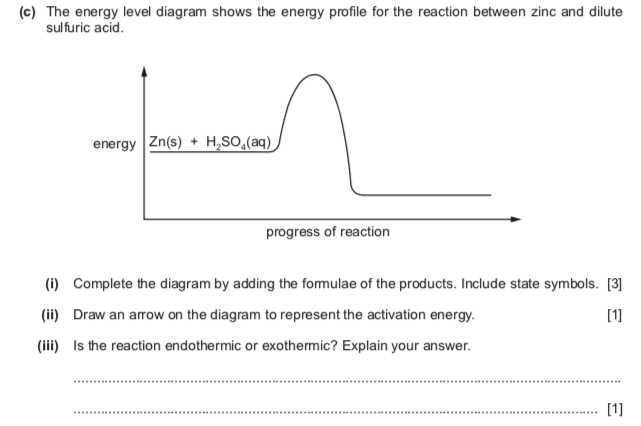 (c) The energy level diagram shows the energy profile for the reaction between zinc and dilute
sulfuric acid.
energy
Zn(s) + H₂SO₄(aq)
progress of reaction
(i) Complete the diagram by adding the formulae of the products. Include state symbols. [3]
(ii) Draw an arrow on the diagram to represent the activation energy. [1]
(iii) Is the reaction endothermic or exothermic? Explain your answer.
[1]